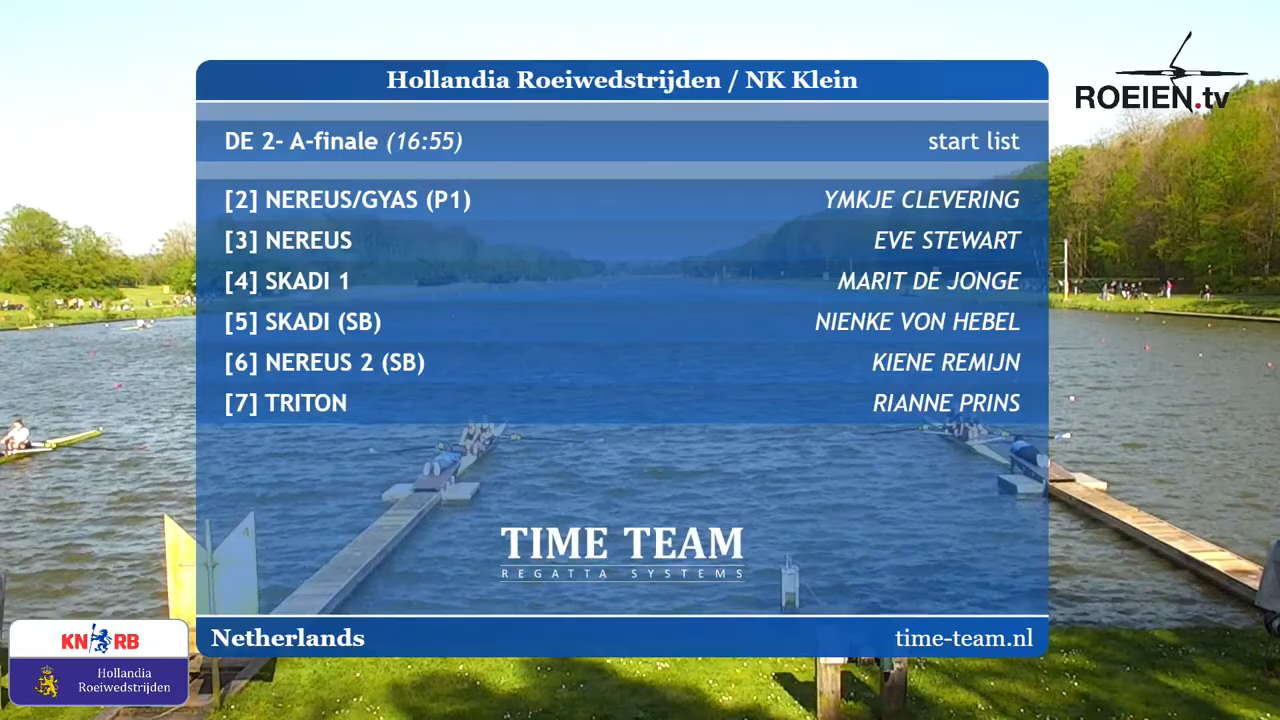 Hollandia Roeiwedstrijden / NK Klein
ROEIEN.tv
DE 2- A-finale (16:55) start list
[2] NEREUS/GYAS (P1) YMKJE CLEVERING
[3] NEREUS EVE STEWART
[4] SKADI 1 MARIT DE JONGE
[5] SKADI (SB) NIENKE VON HEBEL
[6] NEREUS 2 (SB) KIENE REMIJN
[7] TRITON RIANNE PRINS
TIME TEAM
REGATTA SYSTEMS
Netherlands time-team.nl
KNRB
Hollandia
Roeiwedstrijden